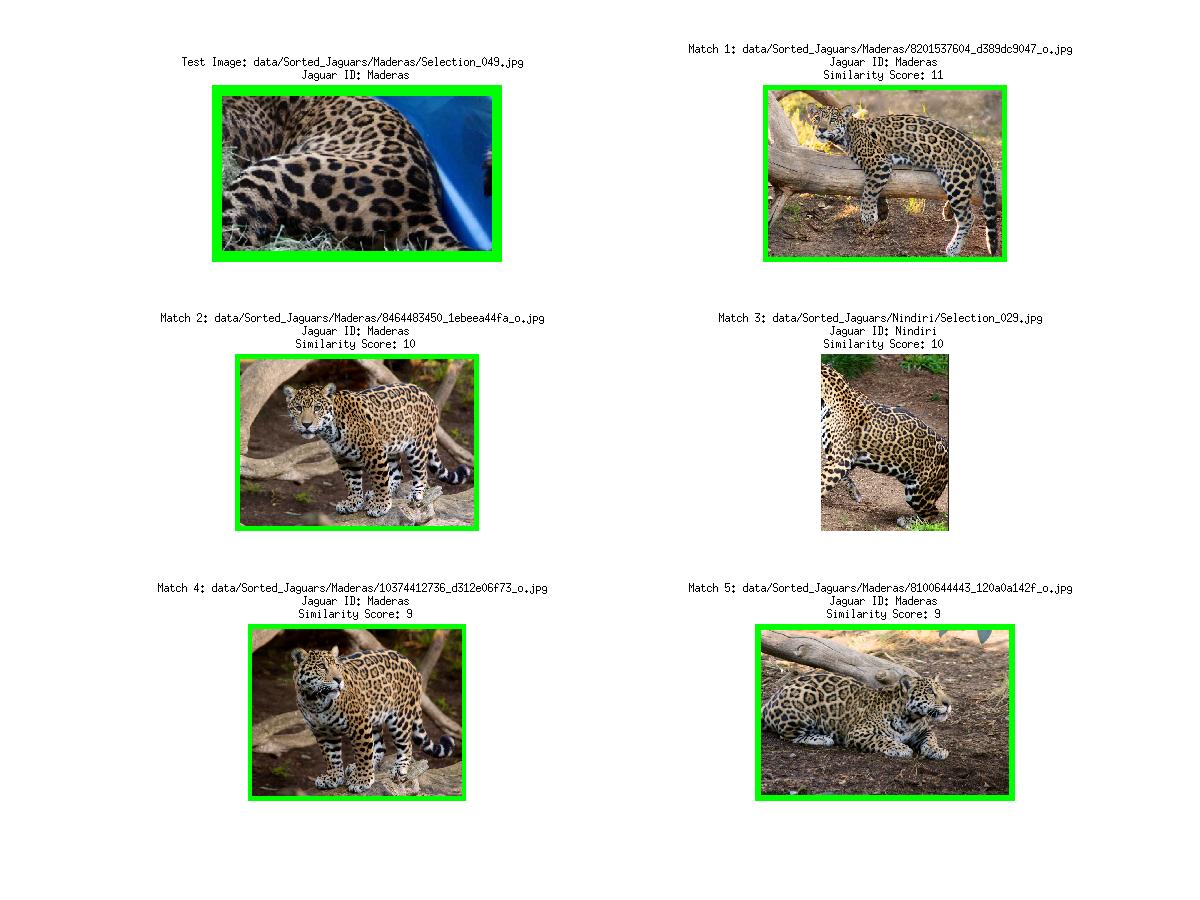 Test Image: data/Sorted_Jaguars/Maderas/Selection_049.jpg
Jaguar ID: Maderas
Match 1: data/Sorted_Jaguars/Maderas/8201537604_d389dc9047_o.jpg
Jaguar ID: Maderas
Similarity Score: 11
Match 2: data/Sorted_Jaguars/Maderas/8464483450_1ebeea44fa_o.jpg
Jaguar ID: Maderas
Similarity Score: 10
Match 3: data/Sorted_Jaguars/Nindiri/Selection_029.jpg
Jaguar ID: Nindiri
Similarity Score: 10
Match 4: data/Sorted_Jaguars/Maderas/10374412736_d312e06f73_o.jpg
Jaguar ID: Maderas
Similarity Score: 9
Match 5: data/Sorted_Jaguars/Maderas/8100644443_120a0a142f_o.jpg
Jaguar ID: Maderas
Similarity Score: 9